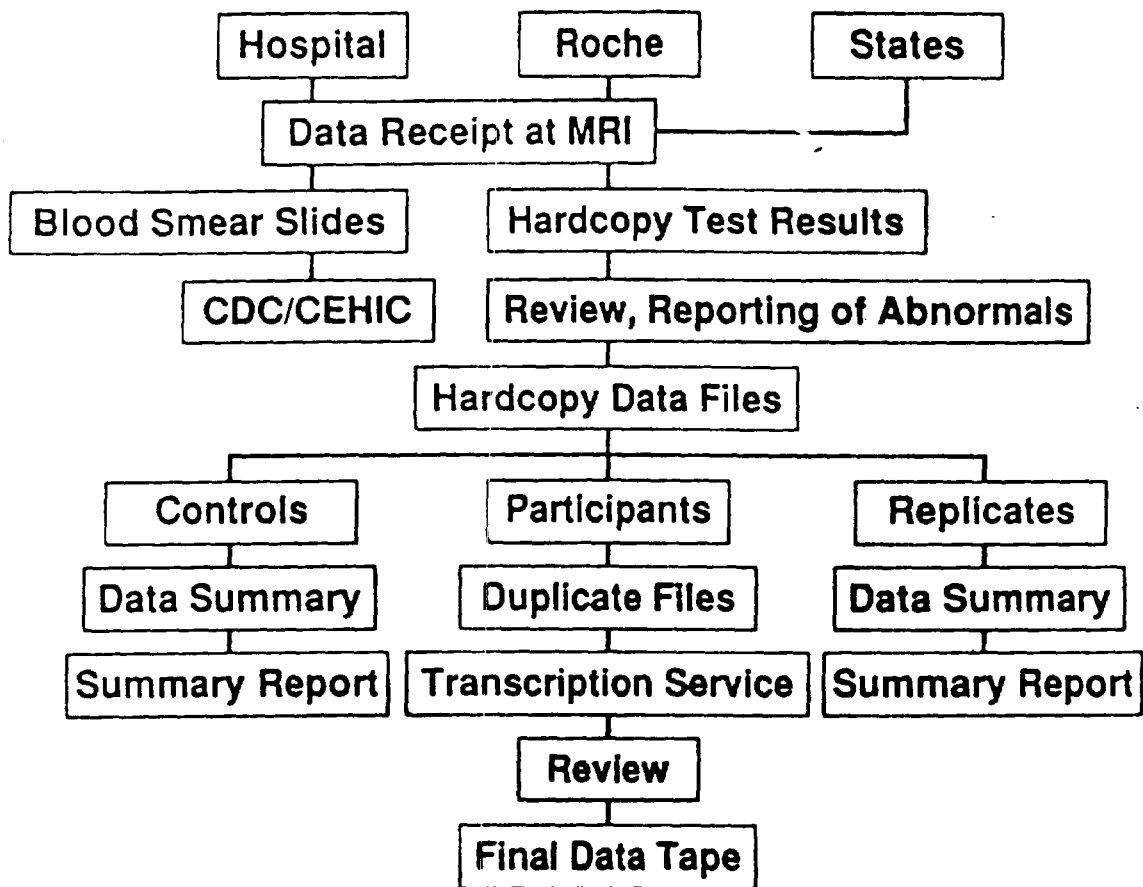 Hospital
Roche
States
Data Receipt at MRI
Blood Smear Slides
Hardcopy Test Results
CDC/CEHIC
Review, Reporting of Abnormals
Hardcopy Data Files
Controls
Participants
Replicates
Data Summary
Duplicate Files
Data Summary
Summary Report
Transcription Service
Summary Report
Review
Final Data Tape